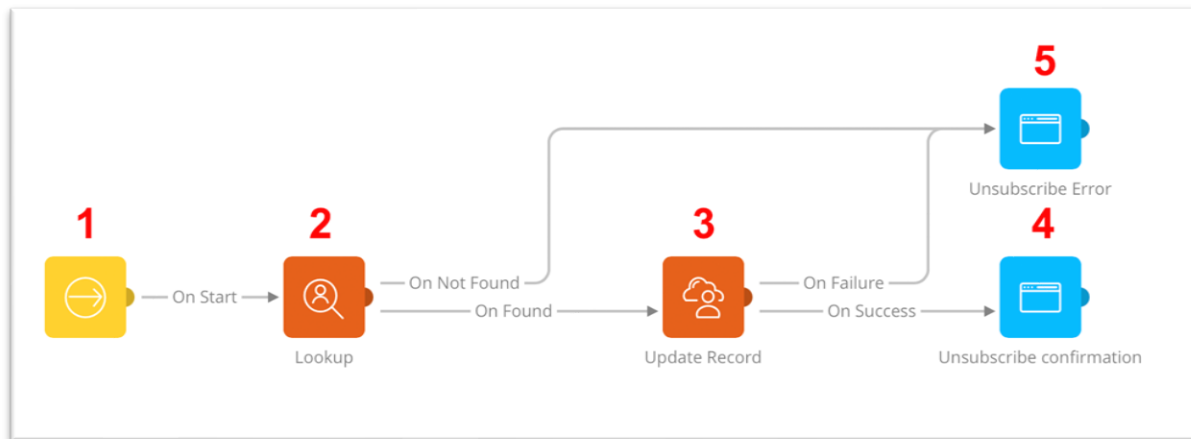 5
Unsubscribe Error
1
2
3
4
On Start
On Not Found
On Found
On Failure
On Success
Lookup
Update Record
Unsubscribe confirmation